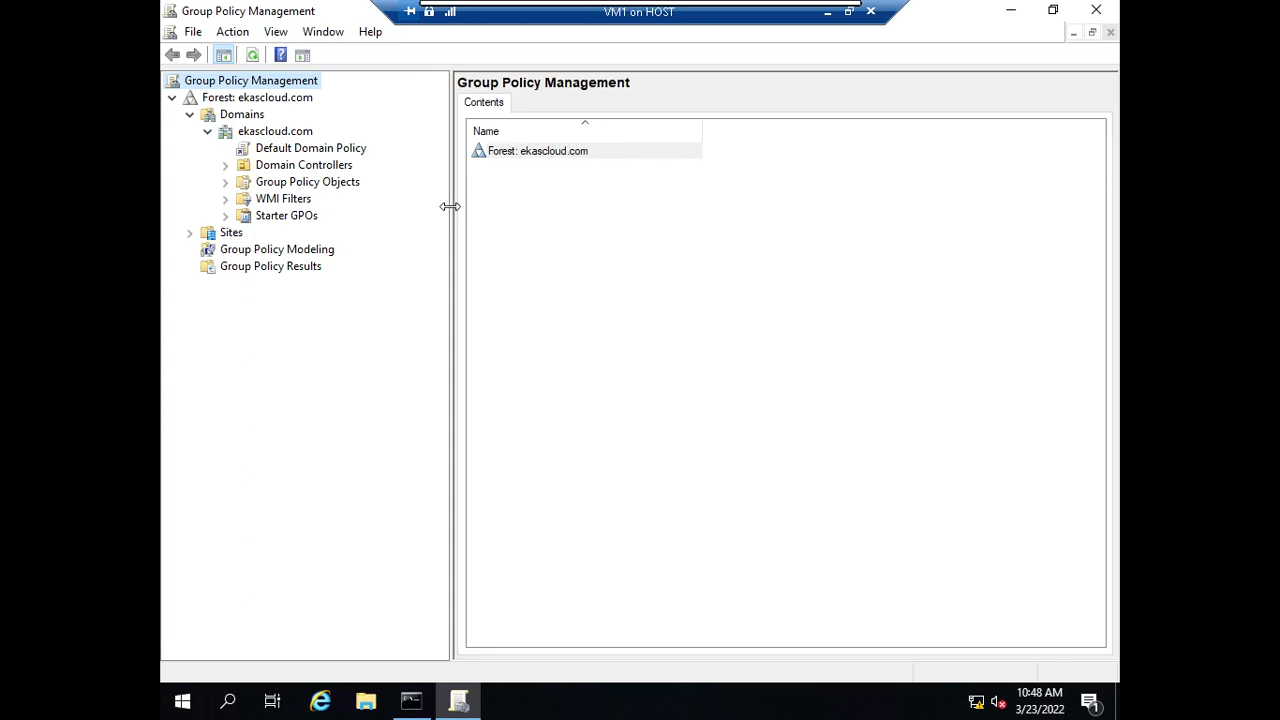 Group Policy Management
VM1 on HOST
File Action View Window Help
Group Policy Management
Forest: ekascloud.com
Domains
ekascloud.com
Default Domain Policy
Domain Controllers
Group Policy Objects
WMI Filters
Starter GPOs
Sites
Group Policy Modeling
Group Policy Results
Group Policy Management
Contents
Name
Forest: ekascloud.com
10:48 AM
3/23/2022
1